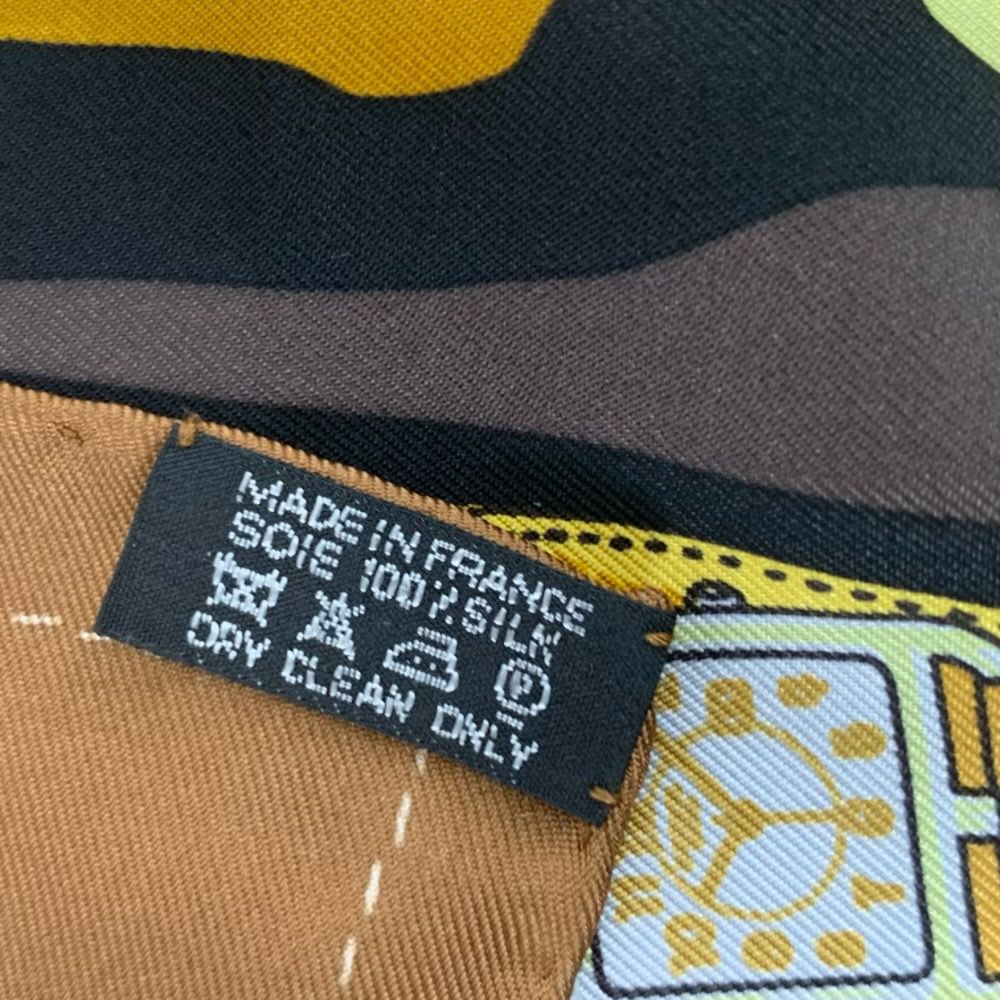 MADE IN FRANCE
SOIE 100% SILK
P
DRY CLEAN ONLY